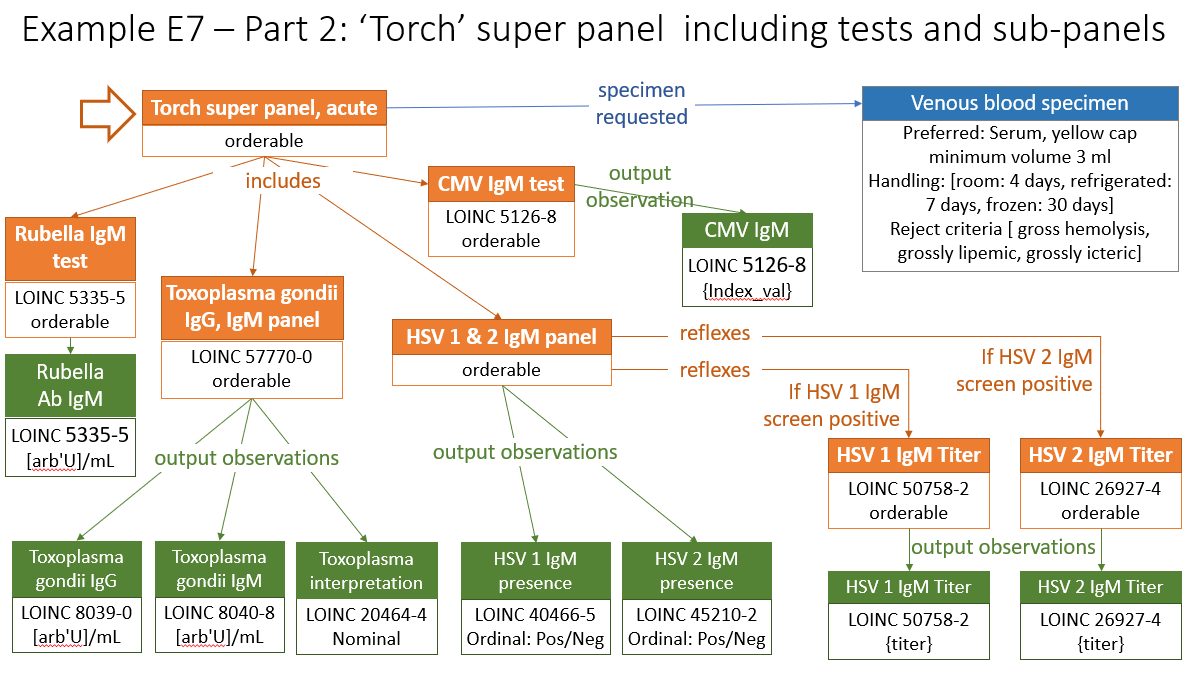 Example E7 – Part 2: ‘Torch’ super panel  including tests and sub-panels
Torch super panel, acute
orderable
specimen
requested
Venous blood specimen
Preferred: Serum, yellow cap
minimum volume 3 ml
Handling: [room: 4 days, refrigerated:
7 days, frozen: 30 days]
Reject criteria [ gross hemolysis,
grossly lipemic, grossly icteric]
includes
CMV IgM test
LOINC 5126-8
orderable
output
observation
CMV IgM
LOINC 5126-8
{Index_val}
Rubella IgM
test
LOINC 5335-5
orderable
Rubella
Ab IgM
LOINC 5335-5
[arb'U]/mL
Toxoplasma gondii
IgG, IgM panel
LOINC 57770-0
orderable
HSV 1 & 2 IgM panel
orderable
reflexes
reflexes
If HSV 2 IgM
screen positive
If HSV 1 IgM
screen positive
output observations
output observations
HSV 1 IgM Titer
LOINC 50758-2
orderable
HSV 2 IgM Titer
LOINC 26927-4
orderable
output observations
Toxoplasma
gondii IgG
LOINC 8039-0
[arb'U]/mL
Toxoplasma
gondii IgM
LOINC 8040-8
[arb'U]/mL
Toxoplasma
interpretation
LOINC 20464-4
Nominal
HSV 1 IgM
presence
LOINC 40466-5
Ordinal: Pos/Neg
HSV 2 IgM
presence
LOINC 45210-2
Ordinal: Pos/Neg
HSV 1 IgM Titer
LOINC 50758-2
{titer}
HSV 2 IgM Titer
LOINC 26927-4
{titer}